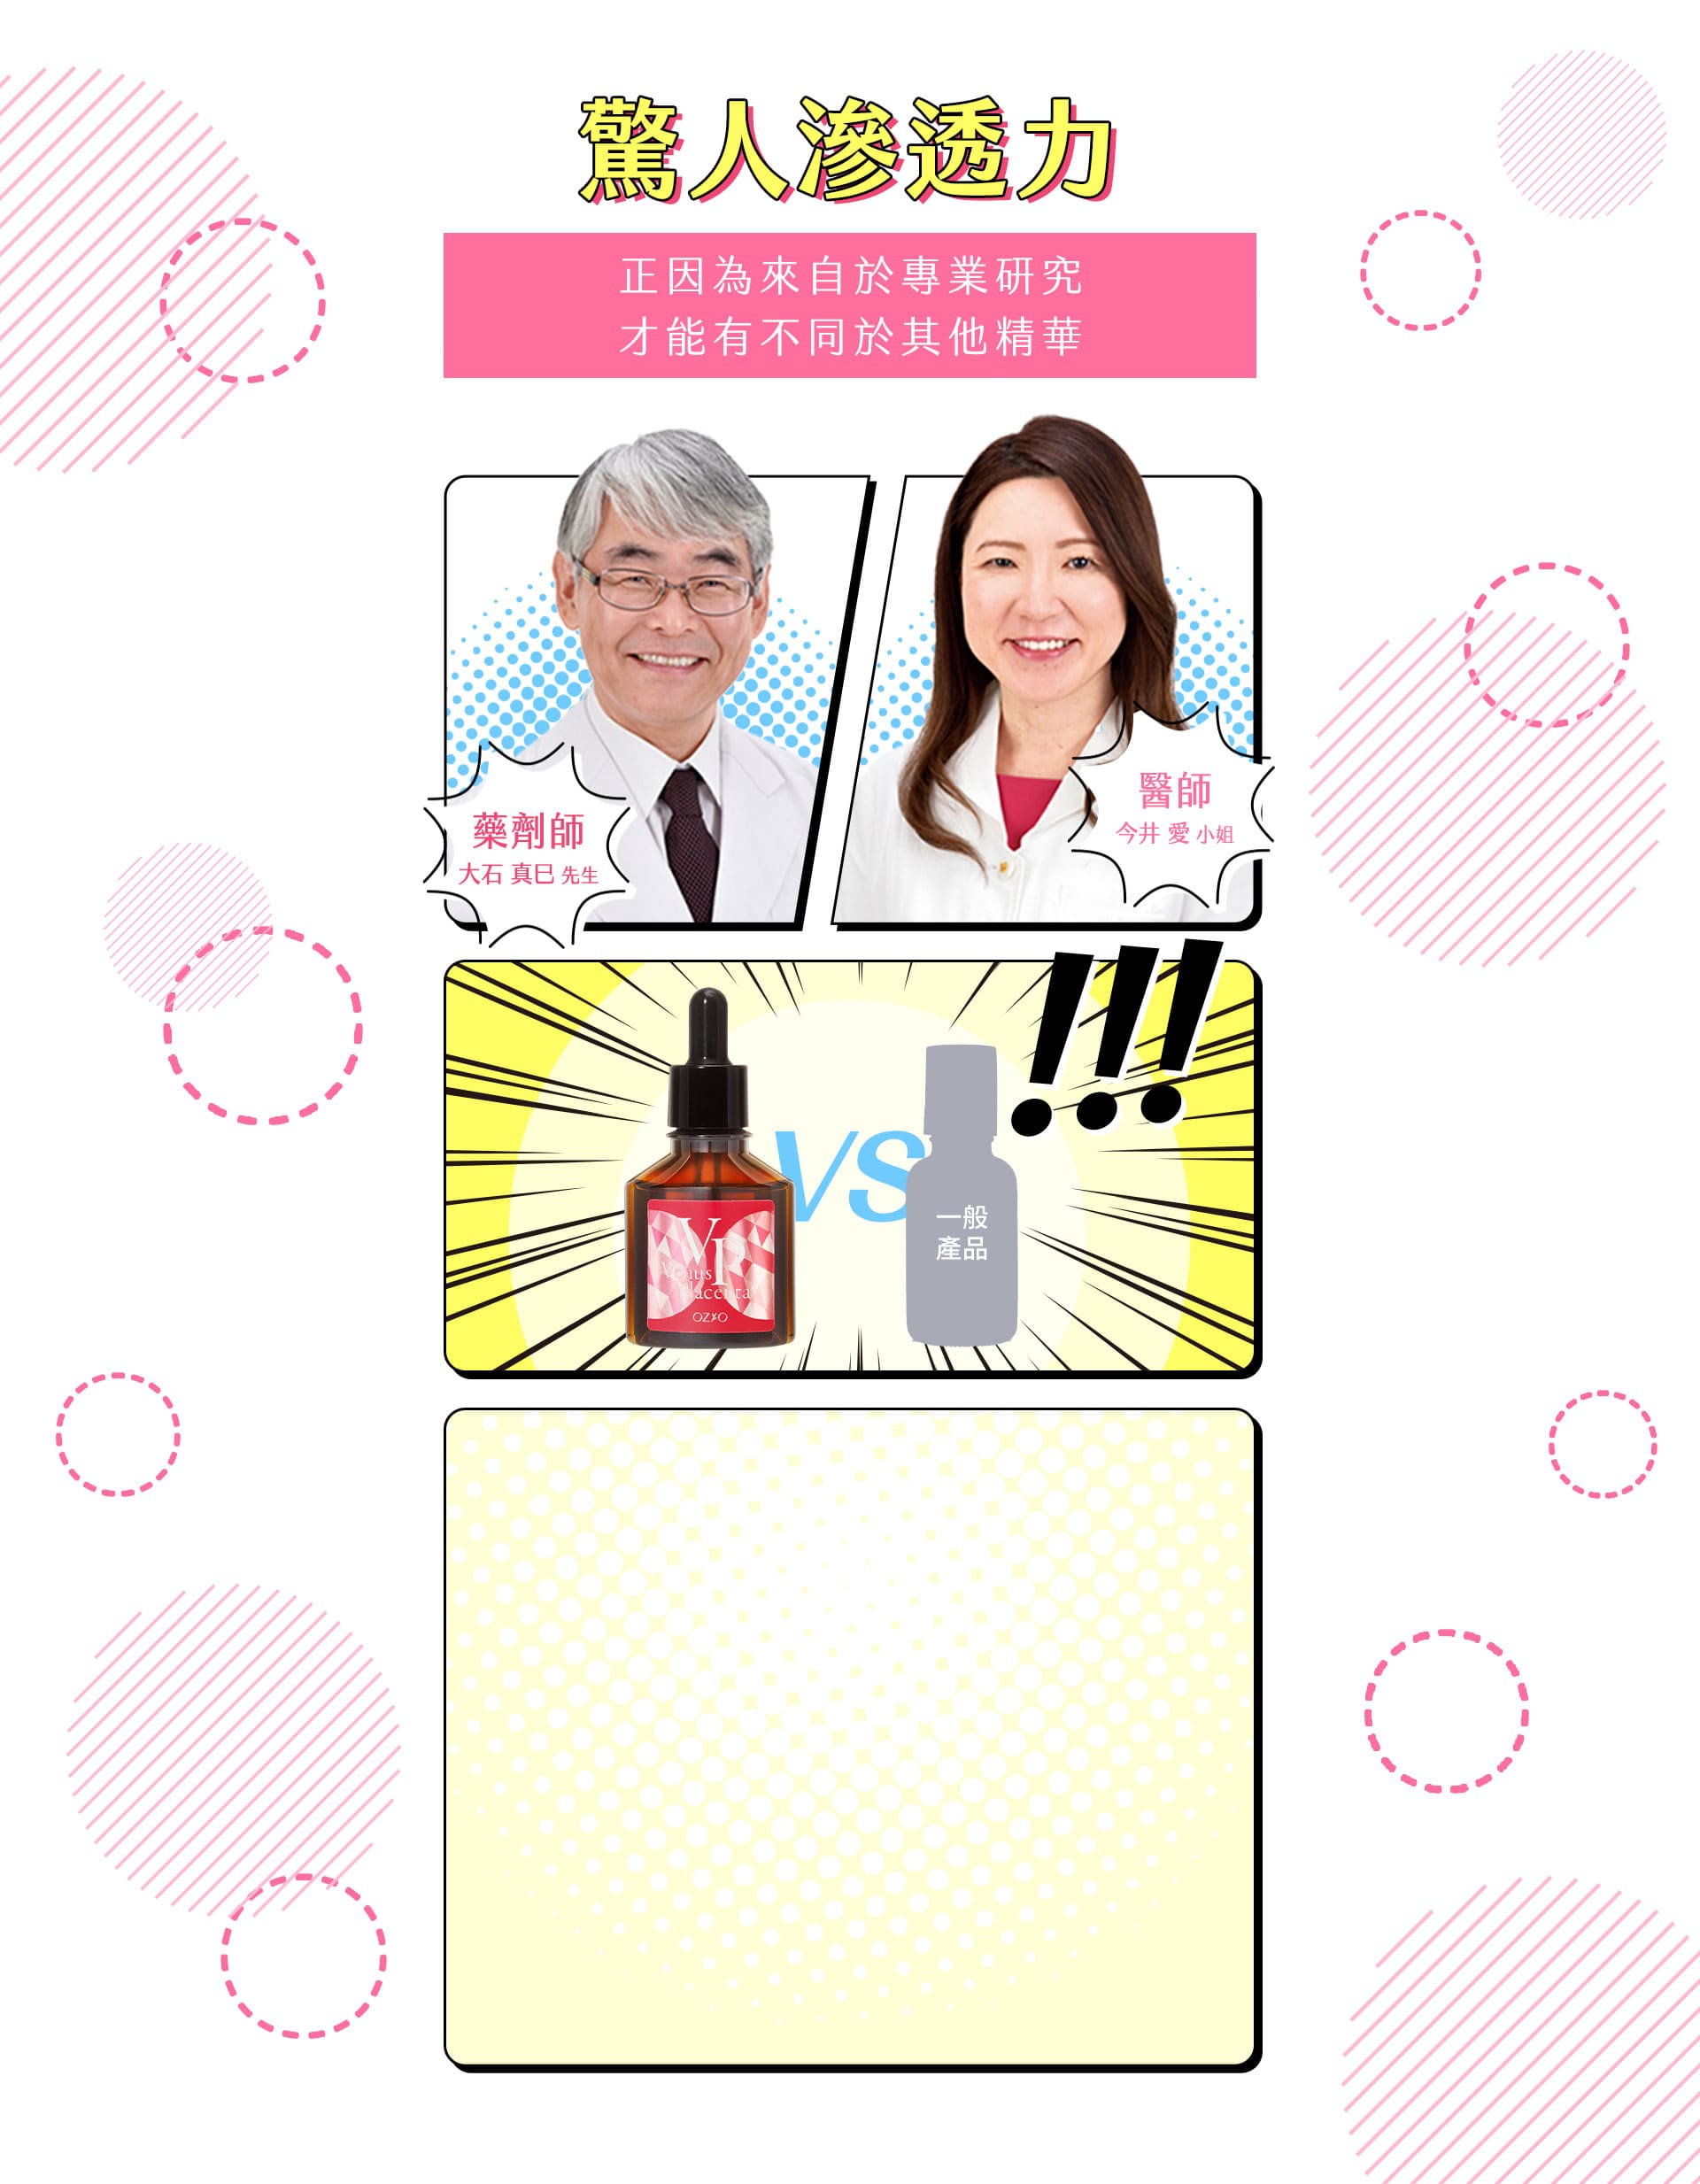 驚人滲透力
正因為來自於專業研究
才能有不同於其他精華
藥劑師
大石 真巳 先生
醫師
今井 愛 小姐
!!!
VS
VP
Venus
Placenta
OZIO
一般
產品